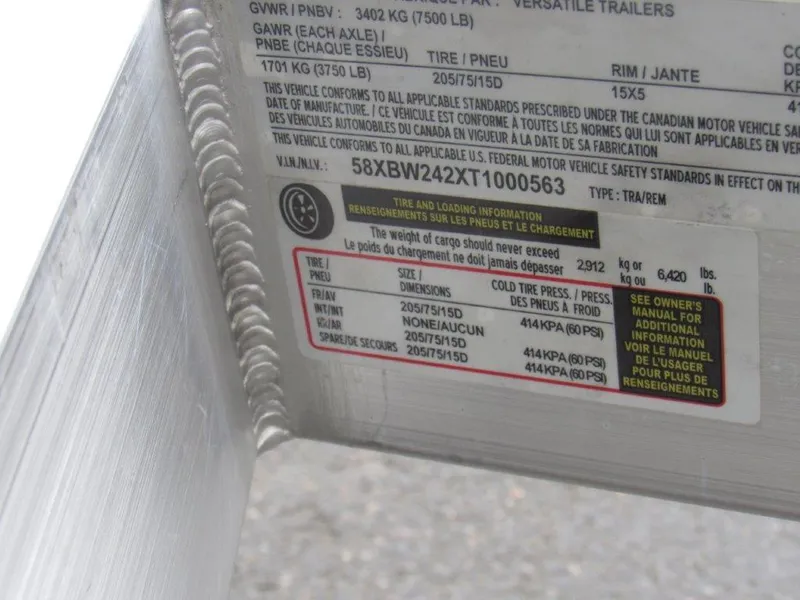 VERSATILE TRAILERS
GVWR / PNBV : 3402 KG (7500 LB)
GAWR (EACH AXLE) /
PNBE (CHAQUE ESSIEU) TIRE / PNEU RIM / JANTE
1701 KG (3750 LB) 205/75/15D 15X5
THIS VEHICLE CONFORMS TO ALL APPLICABLE STANDARDS PRESCRIBED UNDER THE CANADIAN MOTOR VEHICLE
DATE OF MANUFACTURE. / CE VÉHICULE EST CONFORME À TOUTES LES NORMES QUI LUI SONT APPLICABLES EN
DES VÉHICULES AUTOMOBILES DU CANADA EN VIGUEUR À LA DATE DE SA FABRICATION
THIS VEHICLE CONFORMS TO ALL APPLICABLE U.S. FEDERAL MOTOR VEHICLE SAFETY STANDARDS IN EFFECT ON
V.I.N./N.I.V. : 58XBW242XT1000563 TYPE : TRA/REM
TIRE AND LOADING INFORMATION
RENSEIGNEMENTS SUR LES PNEUS ET LE CHARGEMENT
The weight of cargo should never exceed kg or lbs.
Le poids du chargement ne doit jamais dépasser 2,912 kg ou 6,420 lb.
TIRE / SIZE / COLD TIRE PRESS. / PRESS.
PNEU DIMENSIONS DES PNEUS À FROID
FR/AV 205/75/15D 414 KPA (60 PSI)
INT/INT NONE/AUCUN
/AR 205/75/15D 414 KPA (60 PSI)
SPARE/DE SECOURS 205/75/15D 414 KPA (60 PSI)
SEE OWNER'S
MANUAL FOR
ADDITIONAL
INFORMATION
VOIR LE MANUEL
DE L'USAGER
POUR PLUS DE
RENSEIGNEMENTS